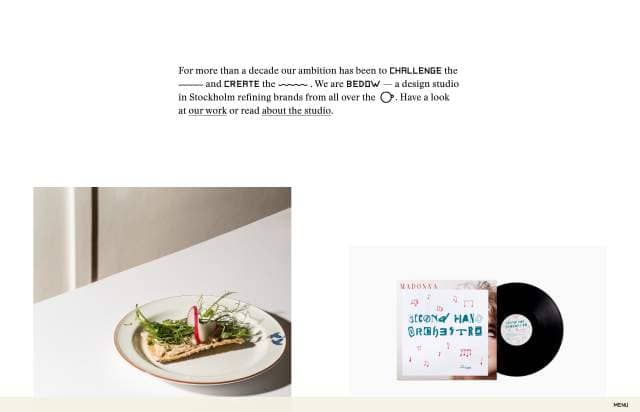 For more than a decade our ambition has been to CHALLENGE the
and CREATE the . We are BEDOW — a design studio
in Stockholm refining brands from all over the . Have a look
at our work or read about the studio.
MADONNA
SECOND HAND
ORCHESTRA
MENU